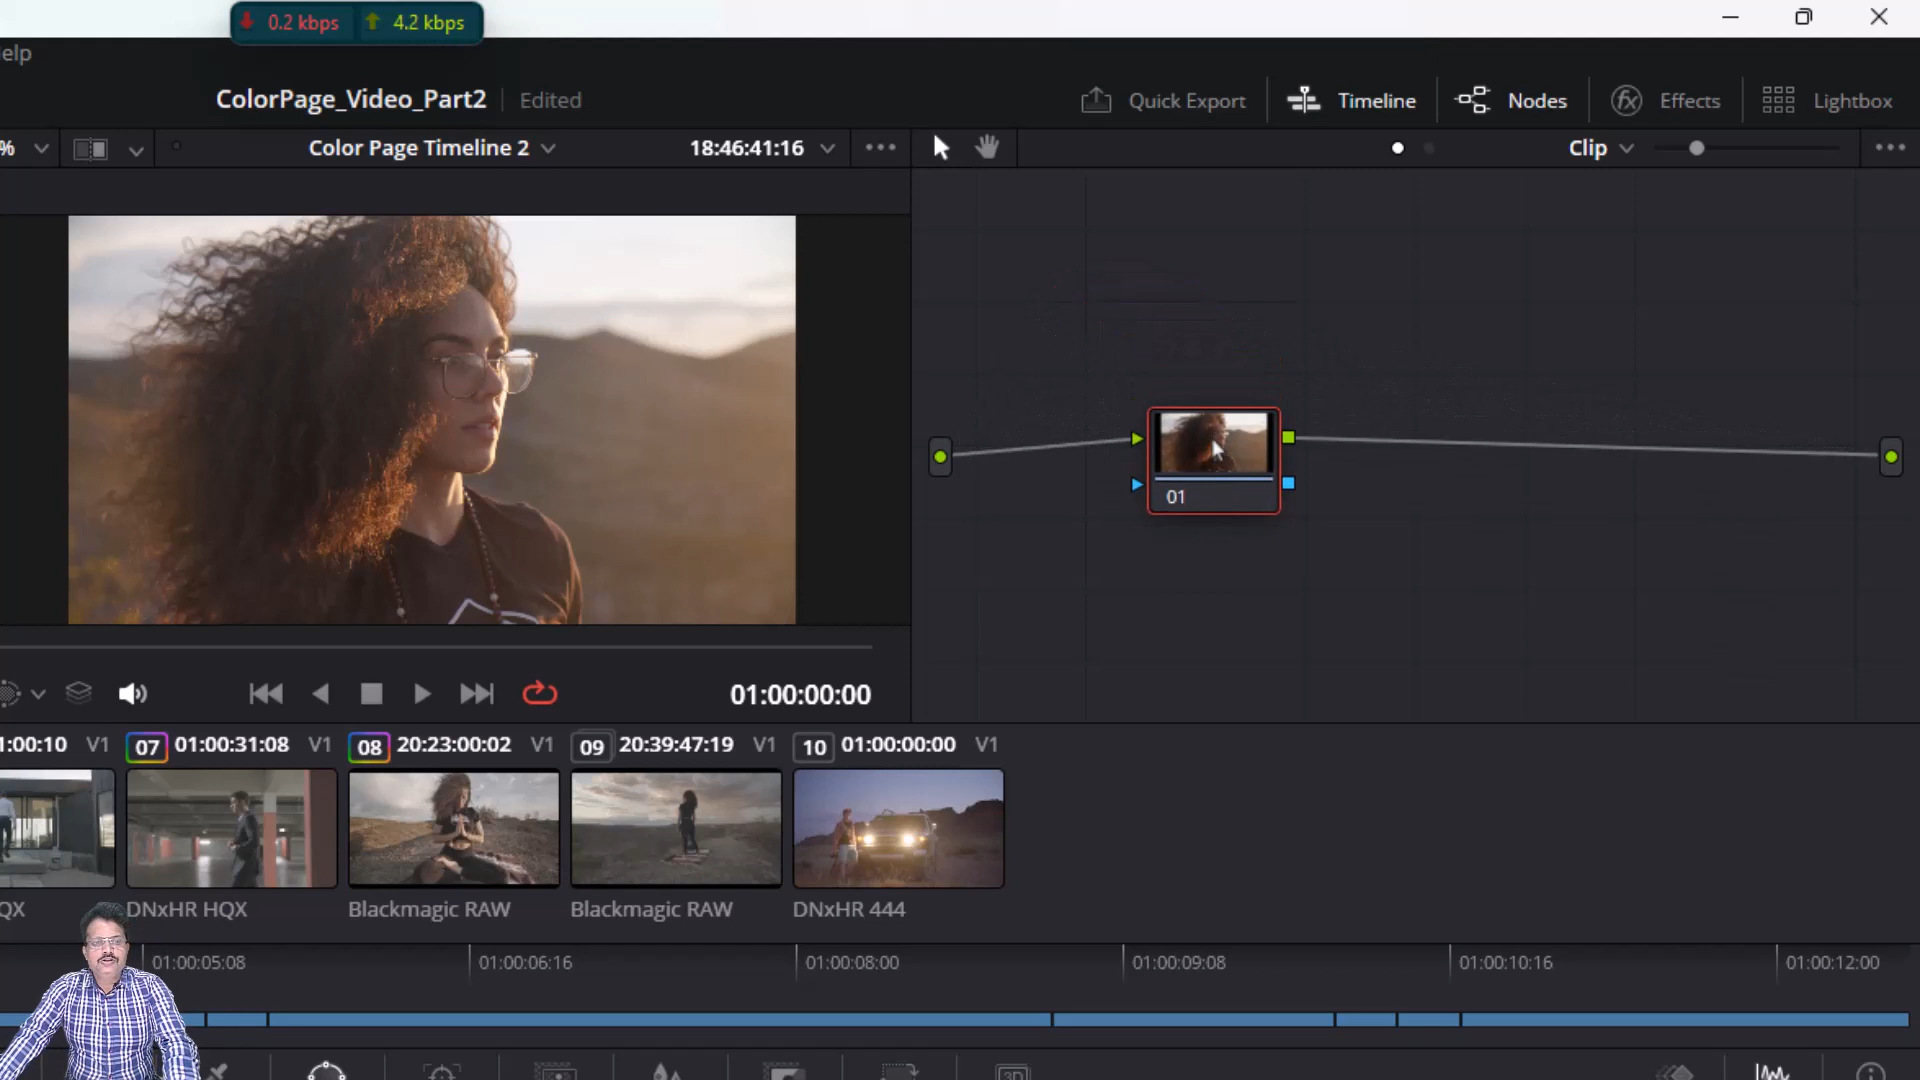 0.2 kbps 4.2 kbps
elp
ColorPage_Video_Part2 Edited
Quick Export Timeline Nodes Effects Lightbox
% Color Page Timeline 2 18:46:41:16 Clip
01
01:00:00:00
1:00:10 V1 07 01:00:31:08 V1 08 20:23:00:02 V1 09 20:39:47:19 V1 10 01:00:00:00 V1
QX DNxHR HQX Blackmagic RAW Blackmagic RAW DNxHR 444
01:00:05:08 01:00:06:16 01:00:08:00 01:00:09:08 01:00:10:16 01:00:12:00
3D